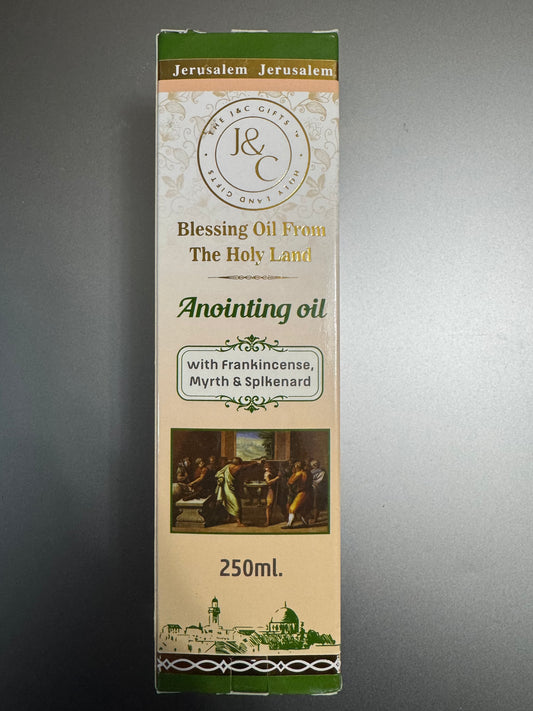 Jerusalem Jerusalem
THE J&C GIFTS ™
HOLY LAND GIFTS
J&C
Blessing Oil From
The Holy Land
Anointing oil
with Frankincense,
Myrth & Splkenard
250ml.